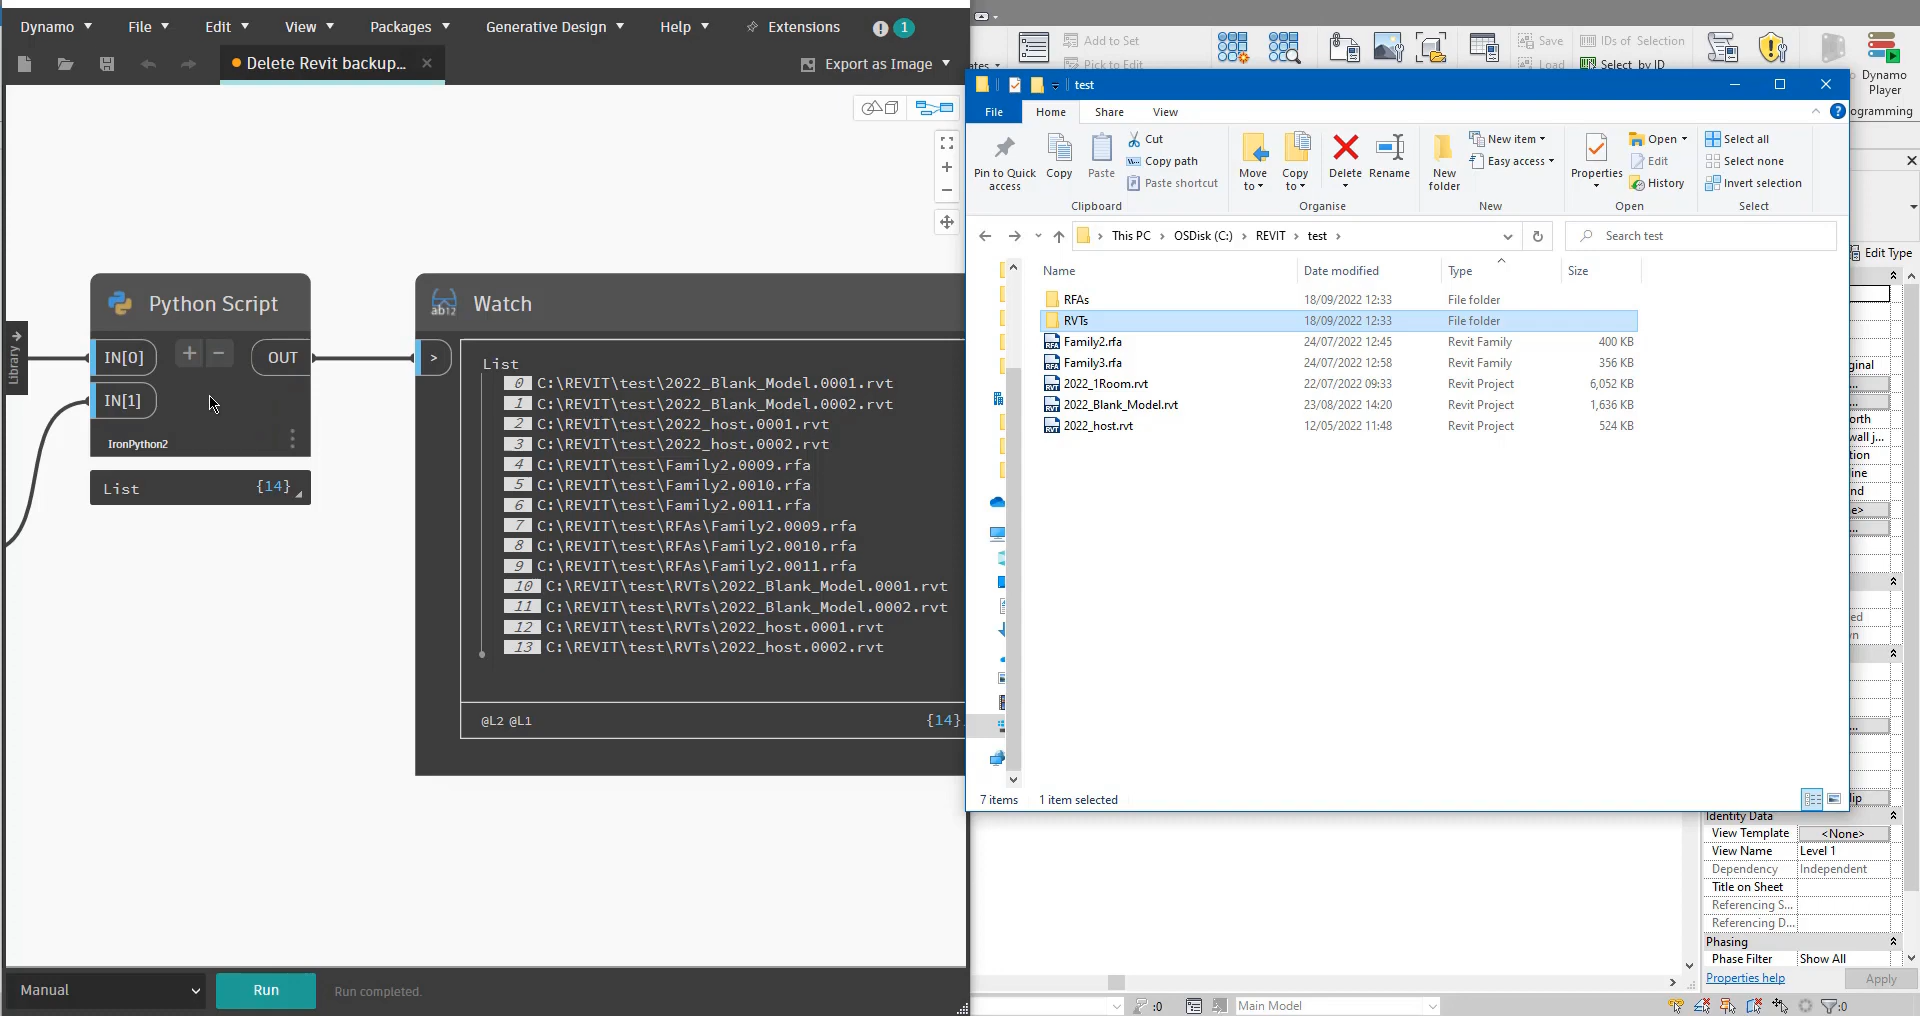 Dynamo
File
Edit
View
Packages
Generative Design
Help
Extensions
1
Delete Revit backup...
Export as Image
Python Script
IN[0]
+
−
OUT
IN[1]
IronPython2
List
{14}
Library
Watch
ab12
>
List
0 C:\REVIT\test\2022_Blank_Model.0001.rvt
1 C:\REVIT\test\2022_Blank_Model.0002.rvt
2 C:\REVIT\test\2022_host.0001.rvt
3 C:\REVIT\test\2022_host.0002.rvt
4 C:\REVIT\test\Family2.0009.rfa
5 C:\REVIT\test\Family2.0010.rfa
6 C:\REVIT\test\Family2.0011.rfa
7 C:\REVIT\test\RFAs\Family2.0009.rfa
8 C:\REVIT\test\RFAs\Family2.0010.rfa
9 C:\REVIT\test\RFAs\Family2.0011.rfa
10 C:\REVIT\test\RVTs\2022_Blank_Model.0001.rvt
11 C:\REVIT\test\RVTs\2022_Blank_Model.0002.rvt
12 C:\REVIT\test\RVTs\2022_host.0001.rvt
13 C:\REVIT\test\RVTs\2022_host.0002.rvt
@L2 @L1
{14}
Manual
Run
Run completed.
Add to Set
Pick to Edit
Save
Load
IDs of Selection
Select by ID
Dynamo
Player
ogramming
test
File
Home
Share
View
Pin to Quick
access
Copy
Paste
Cut
Copy path
Paste shortcut
Clipboard
Move
to
Copy
to
Delete
Rename
Organise
New
folder
New item
Easy access
New
Properties
Open
Edit
History
Open
Select all
Select none
Invert selection
Select
This PC
OSDisk (C:)
REVIT
test
Search test
Name Date modified Type Size
RFAs 18/09/2022 12:33 File folder
RVTs 18/09/2022 12:33 File folder
Family2.rfa 24/07/2022 12:45 Revit Family 400 KB
Family3.rfa 24/07/2022 12:58 Revit Family 356 KB
2022_1Room.rvt 22/07/2022 09:33 Revit Project 6,052 KB
2022_Blank_Model.rvt 23/08/2022 14:20 Revit Project 1,636 KB
2022_host.rvt 12/05/2022 11:48 Revit Project 524 KB
7 items
1 item selected
Edit Type
ginal
orth
wall j...
tion
ine
nd
Identity Data
View Template <None>
View Name Level 1
Dependency Independent
Title on Sheet
Referencing S...
Referencing D...
Phasing
Phase Filter Show All
Properties help
Apply
:0
Main Model
:0